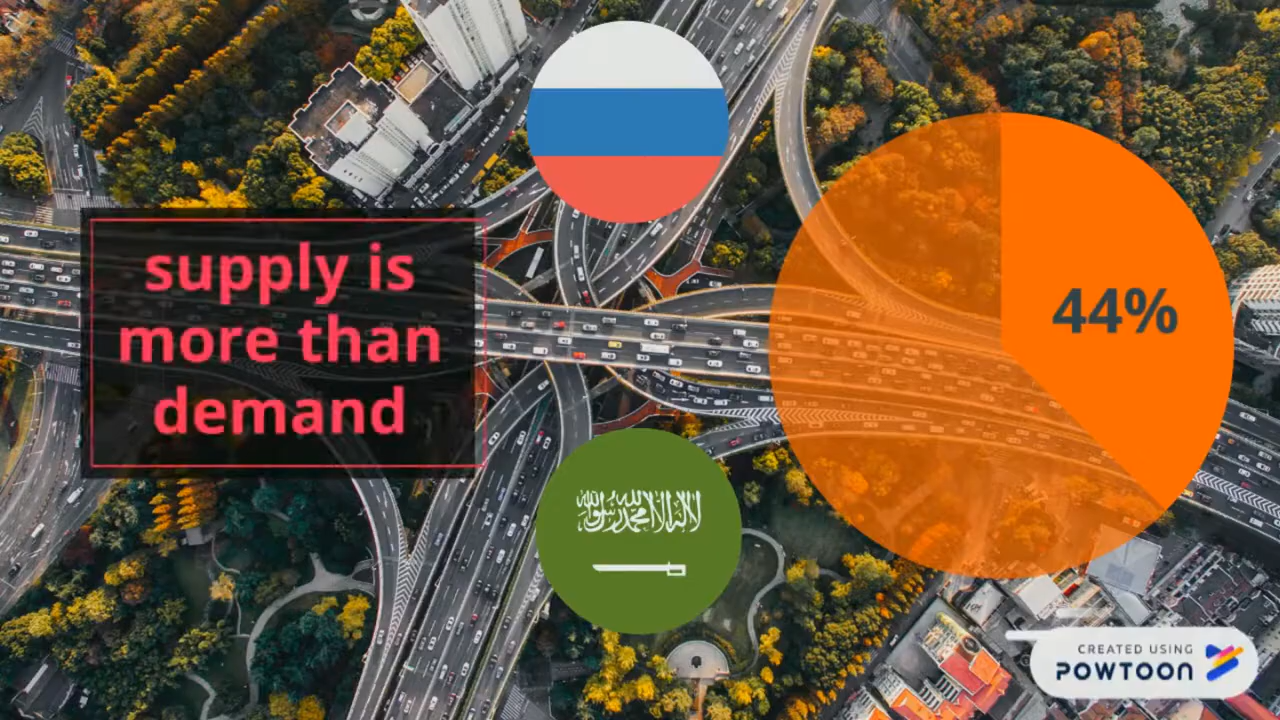 supply is
more than
demand
44%
لا إله إلا الله محمد رسول الله
CREATED USING
POWTOON